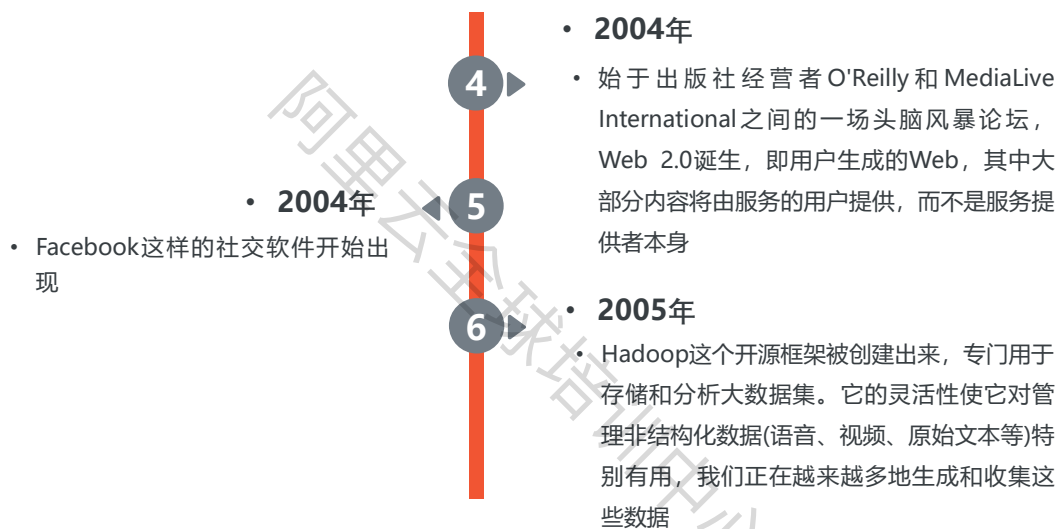 4
• 2004年
• 始于出版社经营者O'Reilly和MediaLive
International之间的一场头脑风暴论坛，
Web 2.0诞生，即用户生成的Web，其中大
部分内容将由服务的用户提供，而不是服务提
供者本身
5
• 2004年
• Facebook这样的社交软件开始出
现
6
• 2005年
• Hadoop这个开源框架被创建出来，专门用于
存储和分析大数据集。它的灵活性使它对管
理非结构化数据(语音、视频、原始文本等)特
别有用，我们正在越来越多地生成和收集这
些数据
阿里云全球培训中心